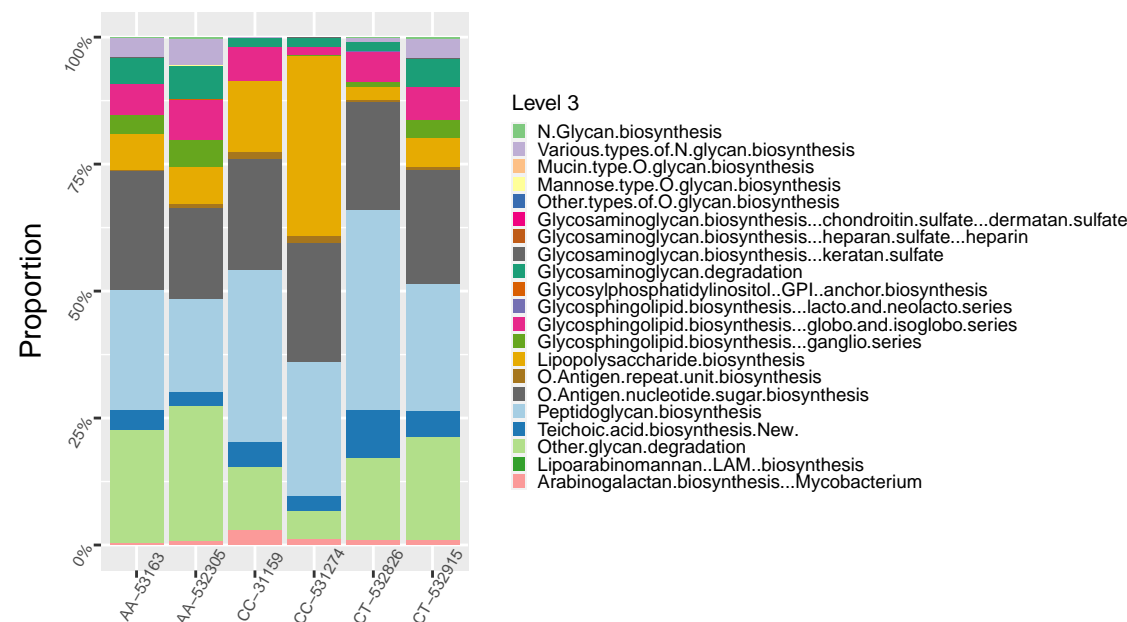 100%
75%
50%
25%
0%
Proportion
AA−53163
AA−532305
CC−31159
CC−531274
CT−532826
CT−532915
Level 3
N.Glycan.biosynthesis
Various.types.of.N.glycan.biosynthesis
Mucin.type.O.glycan.biosynthesis
Mannose.type.O.glycan.biosynthesis
Other.types.of.O.glycan.biosynthesis
Glycosaminoglycan.biosynthesis...chondroitin.sulfate...dermatan.sulfate
Glycosaminoglycan.biosynthesis...heparan.sulfate...heparin
Glycosaminoglycan.biosynthesis...keratan.sulfate
Glycosaminoglycan.degradation
Glycosylphosphatidylinositol..GPI..anchor.biosynthesis
Glycosphingolipid.biosynthesis...lacto.and.neolacto.series
Glycosphingolipid.biosynthesis...globo.and.isoglobo.series
Glycosphingolipid.biosynthesis...ganglio.series
Lipopolysaccharide.biosynthesis
O.Antigen.repeat.unit.biosynthesis
O.Antigen.nucleotide.sugar.biosynthesis
Peptidoglycan.biosynthesis
Teichoic.acid.biosynthesis.New.
Other.glycan.degradation
Lipoarabinomannan..LAM..biosynthesis
Arabinogalactan.biosynthesis...Mycobacterium